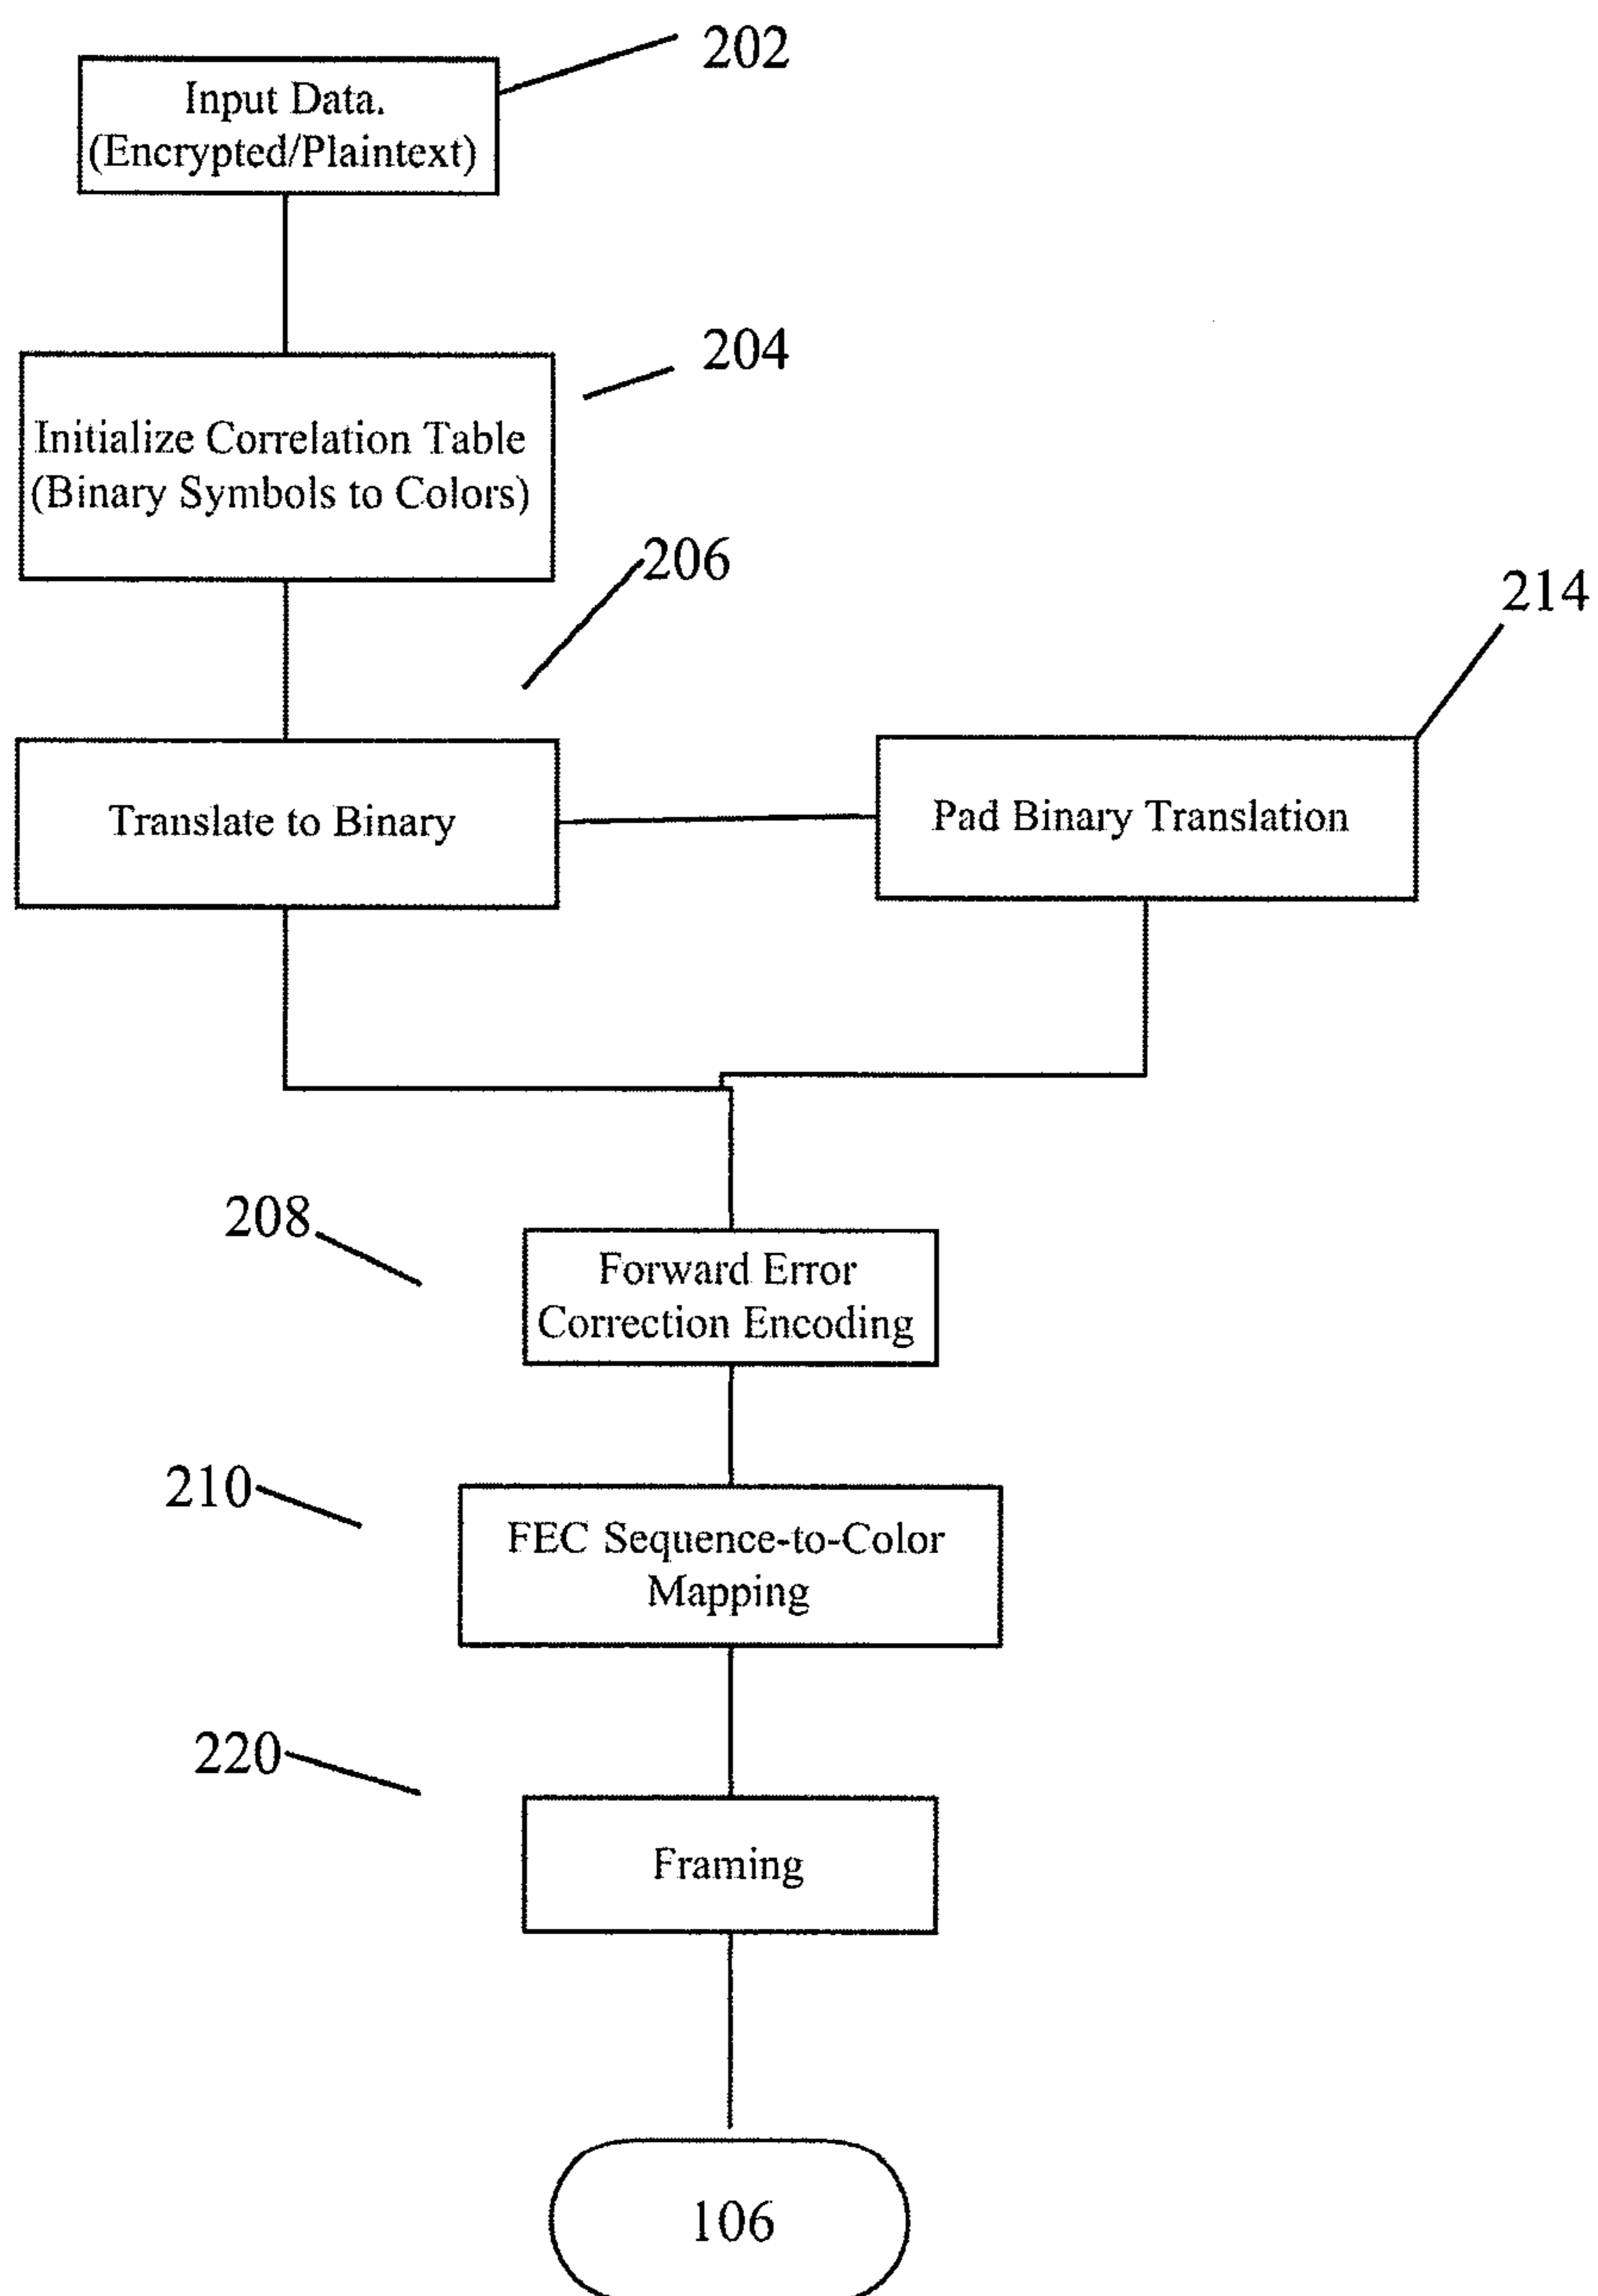 202
Input Data.
(Encrypted/Plaintext)
204
Initialize Correlation Table
(Binary Symbols to Colors)
206
214
Translate to Binary
Pad Binary Translation
208
Forward Error
Correction Encoding
210
FEC Sequence-to-Color
Mapping
220
Framing
106